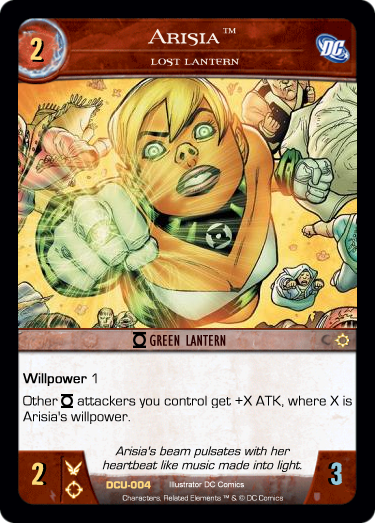 2
ARISIA™
DC
LOST LANTERN
GREEN LANTERN
Willpower 1
Other attackers you control get +X ATK, where X is
Arisia's willpower.
Arisia's beam pulsates with her
heartbeat like music made into light.
2
DCU-004 Illustrator DC Comics
3
Characters, Related Elements ™ & © DC Comics